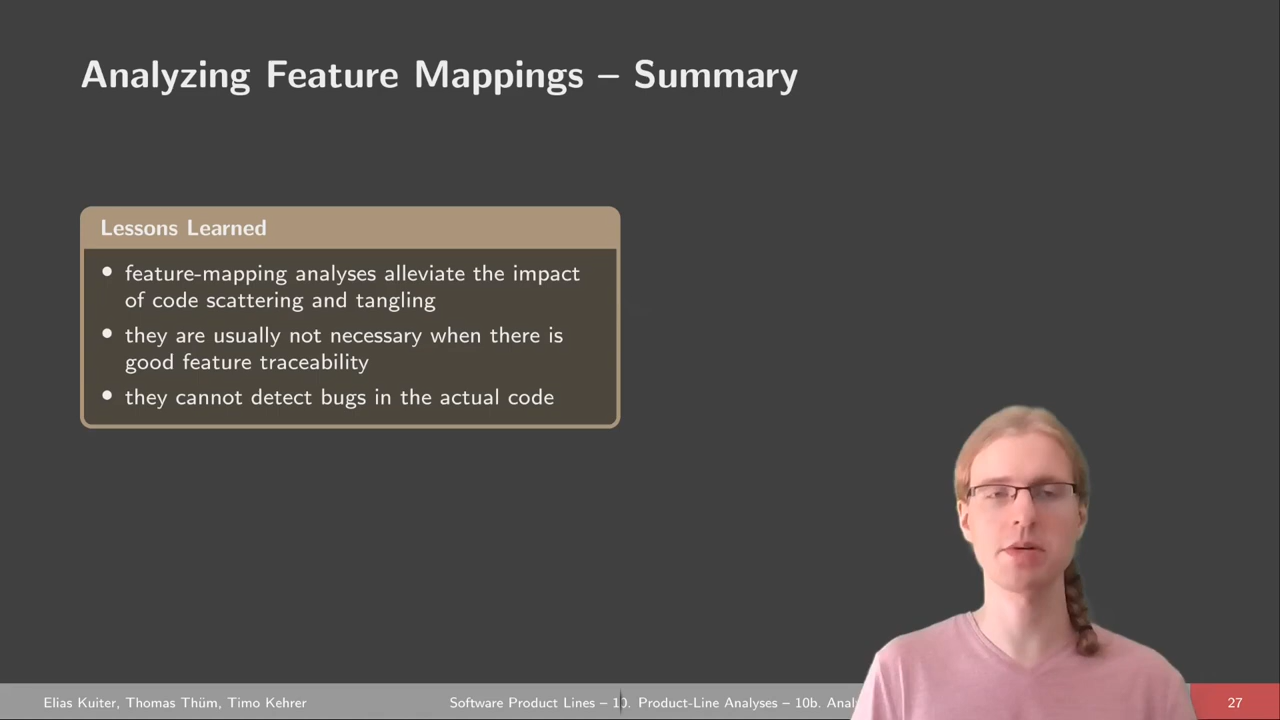 Analyzing Feature Mappings – Summary
Lessons Learned
• feature-mapping analyses alleviate the impact
of code scattering and tangling
• they are usually not necessary when there is
good feature traceability
• they cannot detect bugs in the actual code
Elias Kuiter, Thomas Thüm, Timo Kehrer
Software Product Lines – 10. Product-Line Analyses – 10b.
27